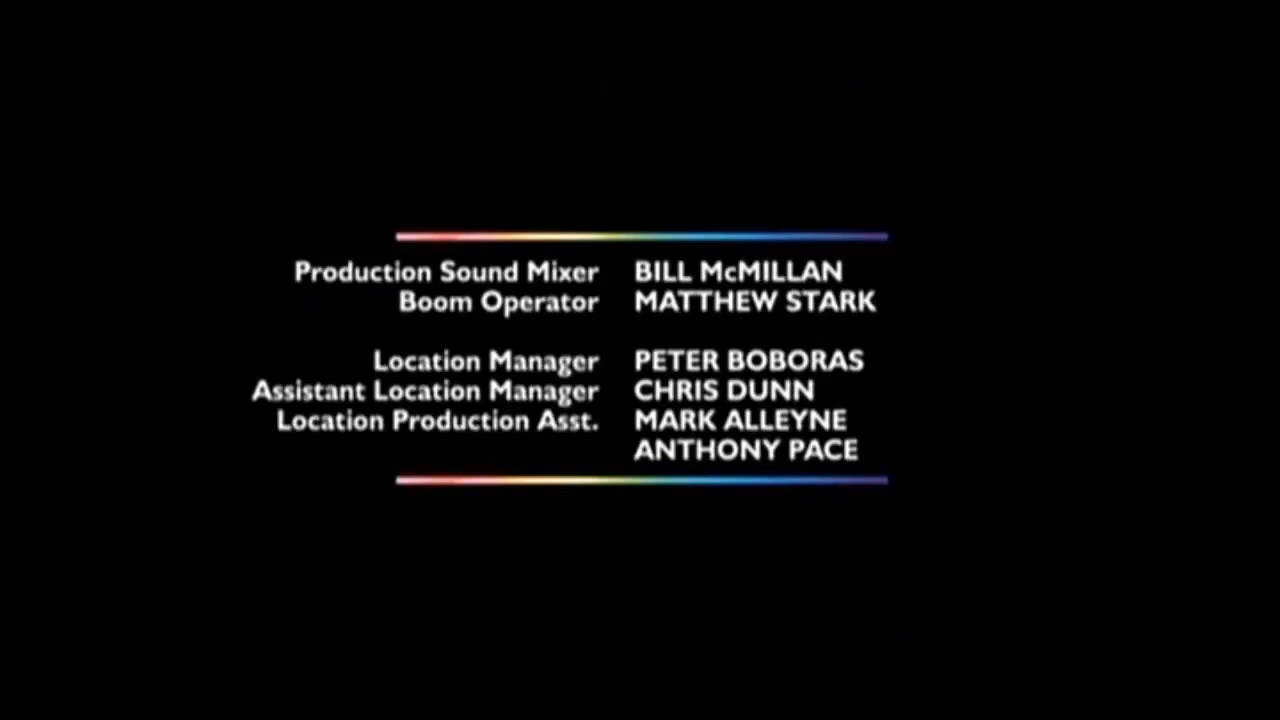 Production Sound Mixer BILL McMILLAN
Boom Operator MATTHEW STARK
Location Manager PETER BOBORAS
Assistant Location Manager CHRIS DUNN
Location Production Asst. MARK ALLEYNE
ANTHONY PACE